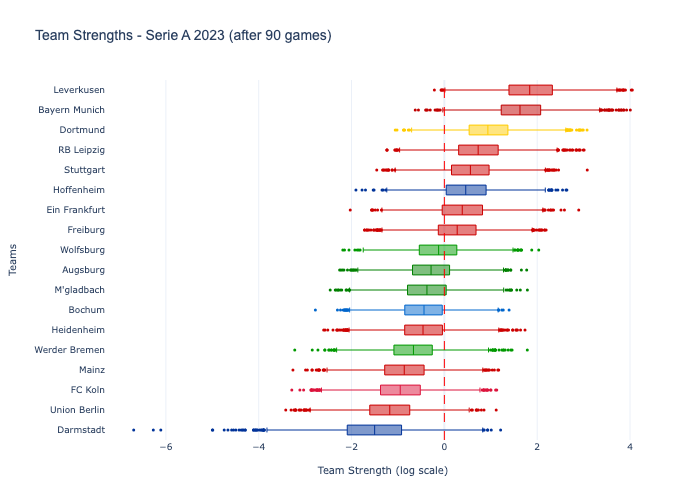 Team Strengths - Serie A 2023 (after 90 games)
Leverkusen
Bayern Munich
Dortmund
RB Leipzig
Stuttgart
Hoffenheim
Ein Frankfurt
Freiburg
Wolfsburg
Augsburg
M'gladbach
Bochum
Heidenheim
Werder Bremen
Mainz
FC Koln
Union Berlin
Darmstadt
Teams
−6 −4 −2 0 2 4
Team Strength (log scale)